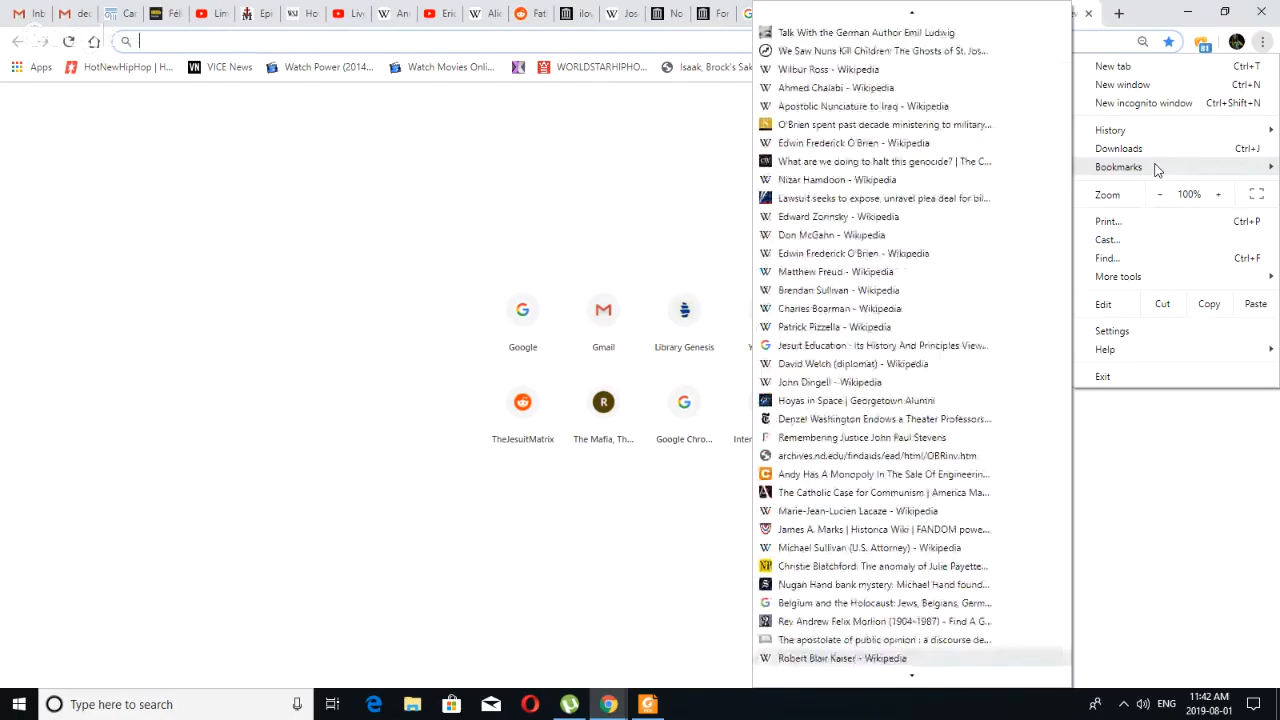 Int
de
Fél
Lin
Epi
Ho
Live
Wi
Eric
Ali
Fat
ilo
Jos
No
For
Apps
HotNewHipHop | H...
VICE News
Watch Power (2014...
Watch Movies Onli...
WORLDSTARHIPHO...
Isaak, Brock's Sak
Talk With the German Author Emil Ludwig
We Saw Nuns Kill Children: The Ghosts of St. Jos...
Wilbur Ross - Wikipedia
Ahmed Chalabi - Wikipedia
Apostolic Nunciature to Iraq - Wikipedia
O'Brien spent past decade ministering to military...
Edwin Frederick O'Brien - Wikipedia
What are we doing to halt this genocide? | The C...
Nizar Hamdoon - Wikipedia
Lawsuit seeks to expose, unravel plea deal for bil...
Edward Zorinsky - Wikipedia
Don McGahn - Wikipedia
Edwin Frederick O'Brien - Wikipedia
Matthew Freud - Wikipedia
Brendan Sullivan - Wikipedia
Charles Boarman - Wikipedia
Patrick Pizzella - Wikipedia
Jesuit Education : Its History And Principles View...
David Welch (diplomat) - Wikipedia
John Dingell - Wikipedia
Hoyas in Space | Georgetown Alumni
Denzel Washington Endows a Theater Professors...
Remembering Justice John Paul Stevens
archives.nd.edu/findaids/ead/html/OBRinv.htm
Andy Has A Monopoly In The Sale Of Engineerin...
The Catholic Case for Communism | America Ma...
Marie-Jean-Lucien Lacaze - Wikipedia
James A. Marks | Historica Wiki | FANDOM powe...
Michael Sullivan (U.S. Attorney) - Wikipedia
Christie Blatchford: The anomaly of Julie Payette...
Nugan Hand bank mystery: Michael Hand found...
Belgium and the Holocaust: Jews, Belgians, Germ...
Rev Andrew Felix Morlion (1904-1987) - Find A G...
The apostolate of public opinion : a discourse de...
Robert Blair Kaiser - Wikipedia
81
New tab Ctrl+T
New window Ctrl+N
New incognito window Ctrl+Shift+N
History
Downloads Ctrl+J
Bookmarks
Zoom - 100% +
Print... Ctrl+P
Cast...
Find... Ctrl+F
More tools
Edit Cut Copy Paste
Settings
Help
Exit
Google
Gmail
Library Genesis
R
TheJesuitMatrix
The Mafia, Th...
Google Chro...
Inter
Type here to search
ENG
11:42 AM
2019-08-01